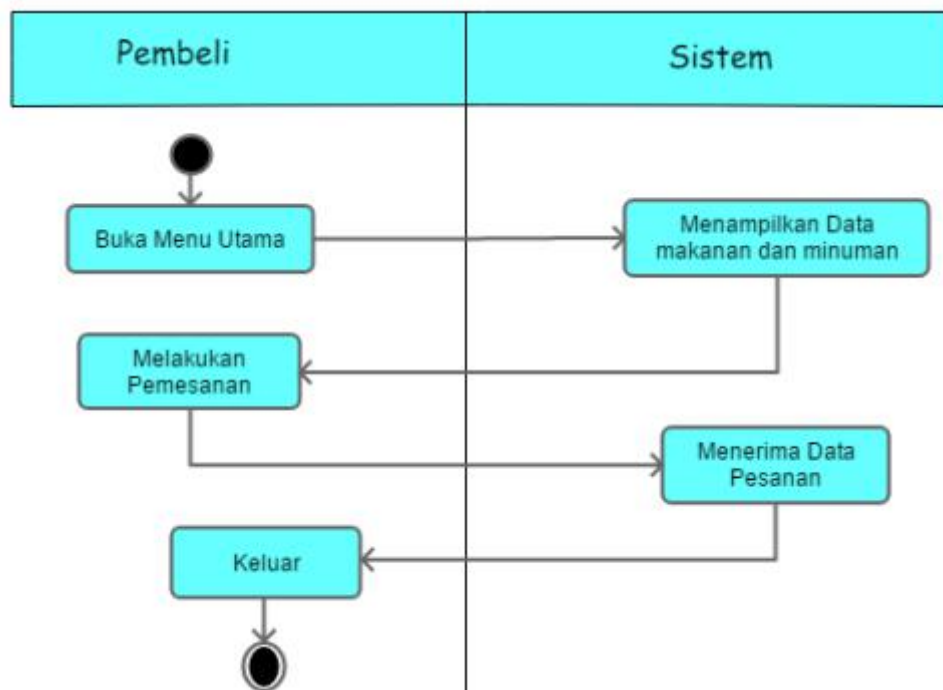 Pembeli
Sistem
Buka Menu Utama
Menampilkan Data
makanan dan minuman
Melakukan
Pemesanan
Menerima Data
Pesanan
Keluar